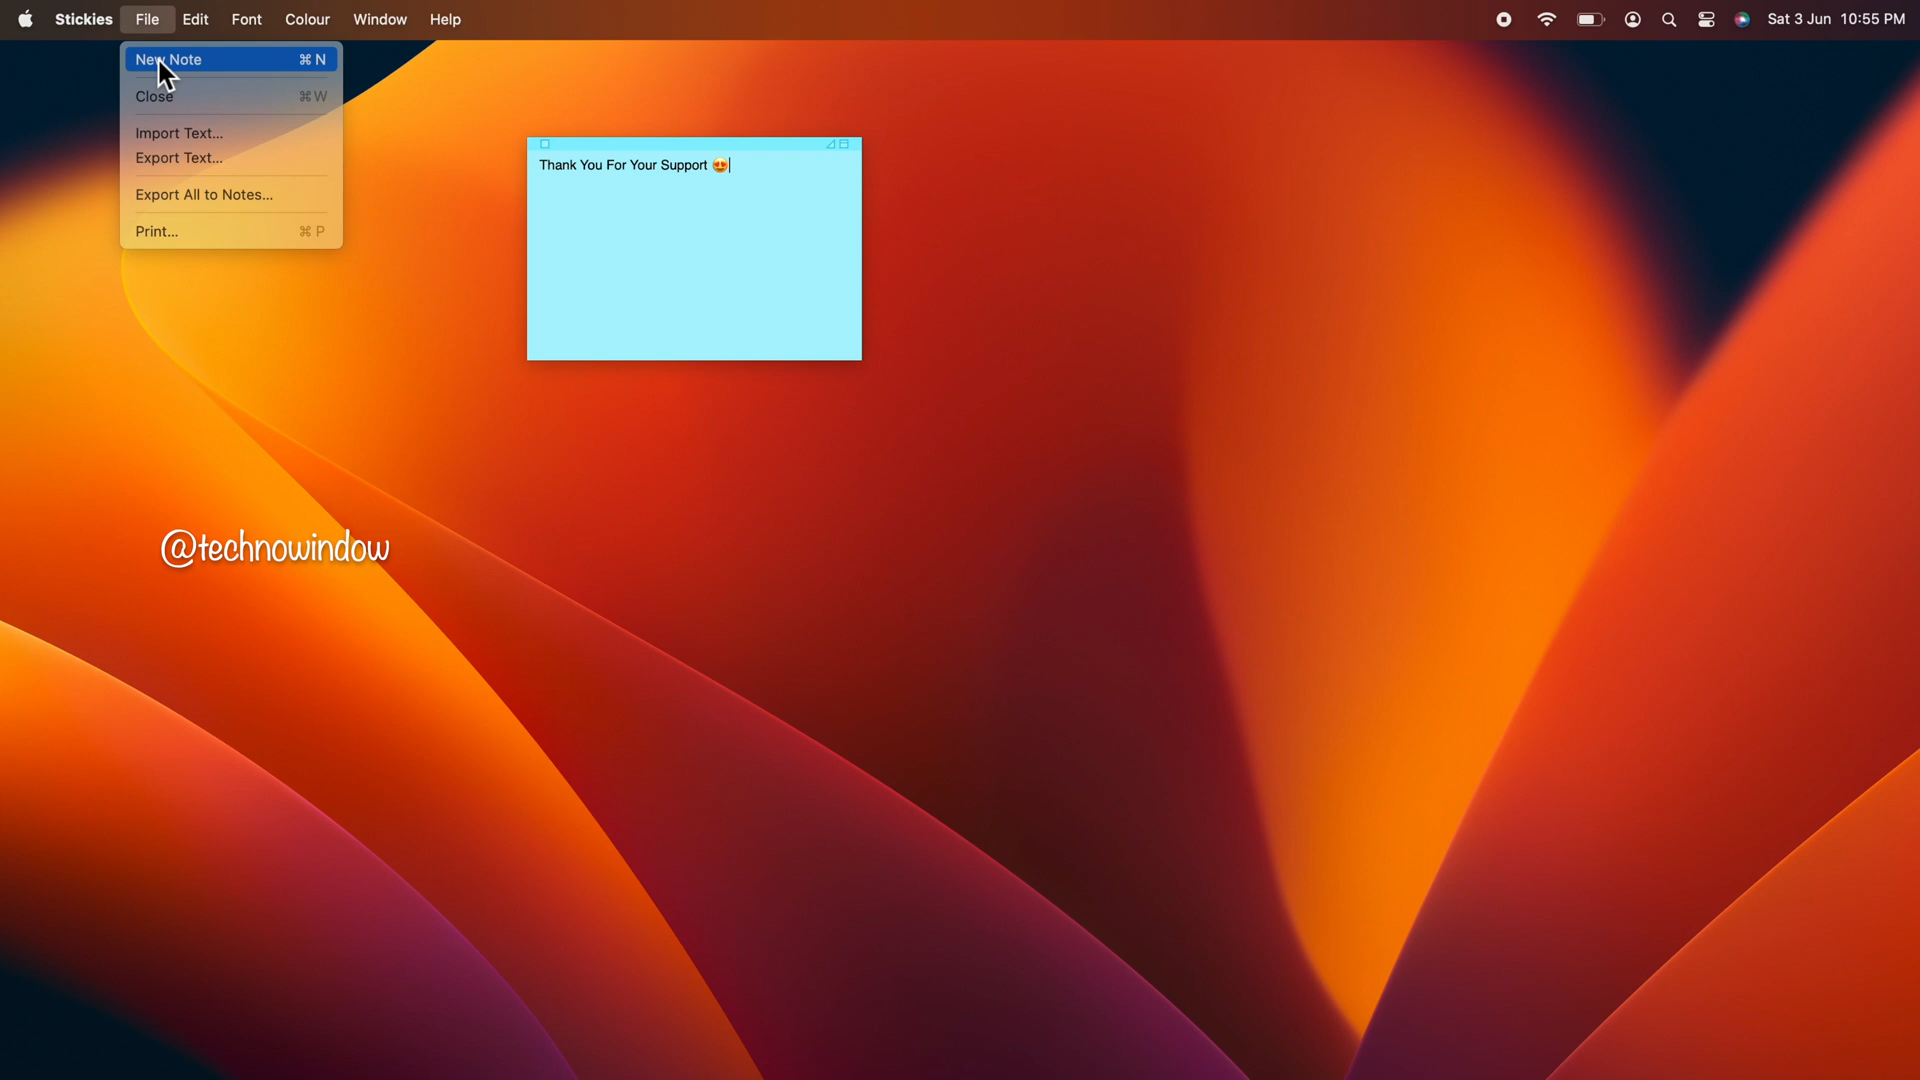 Stickies File Edit Font Colour Window Help Sat 3 Jun 10:55 PM
New Note ⌘ N
Close ⌘ W
Import Text...
Export Text...
Export All to Notes...
Print... ⌘ P
Thank You For Your Support 😍
@technowindow